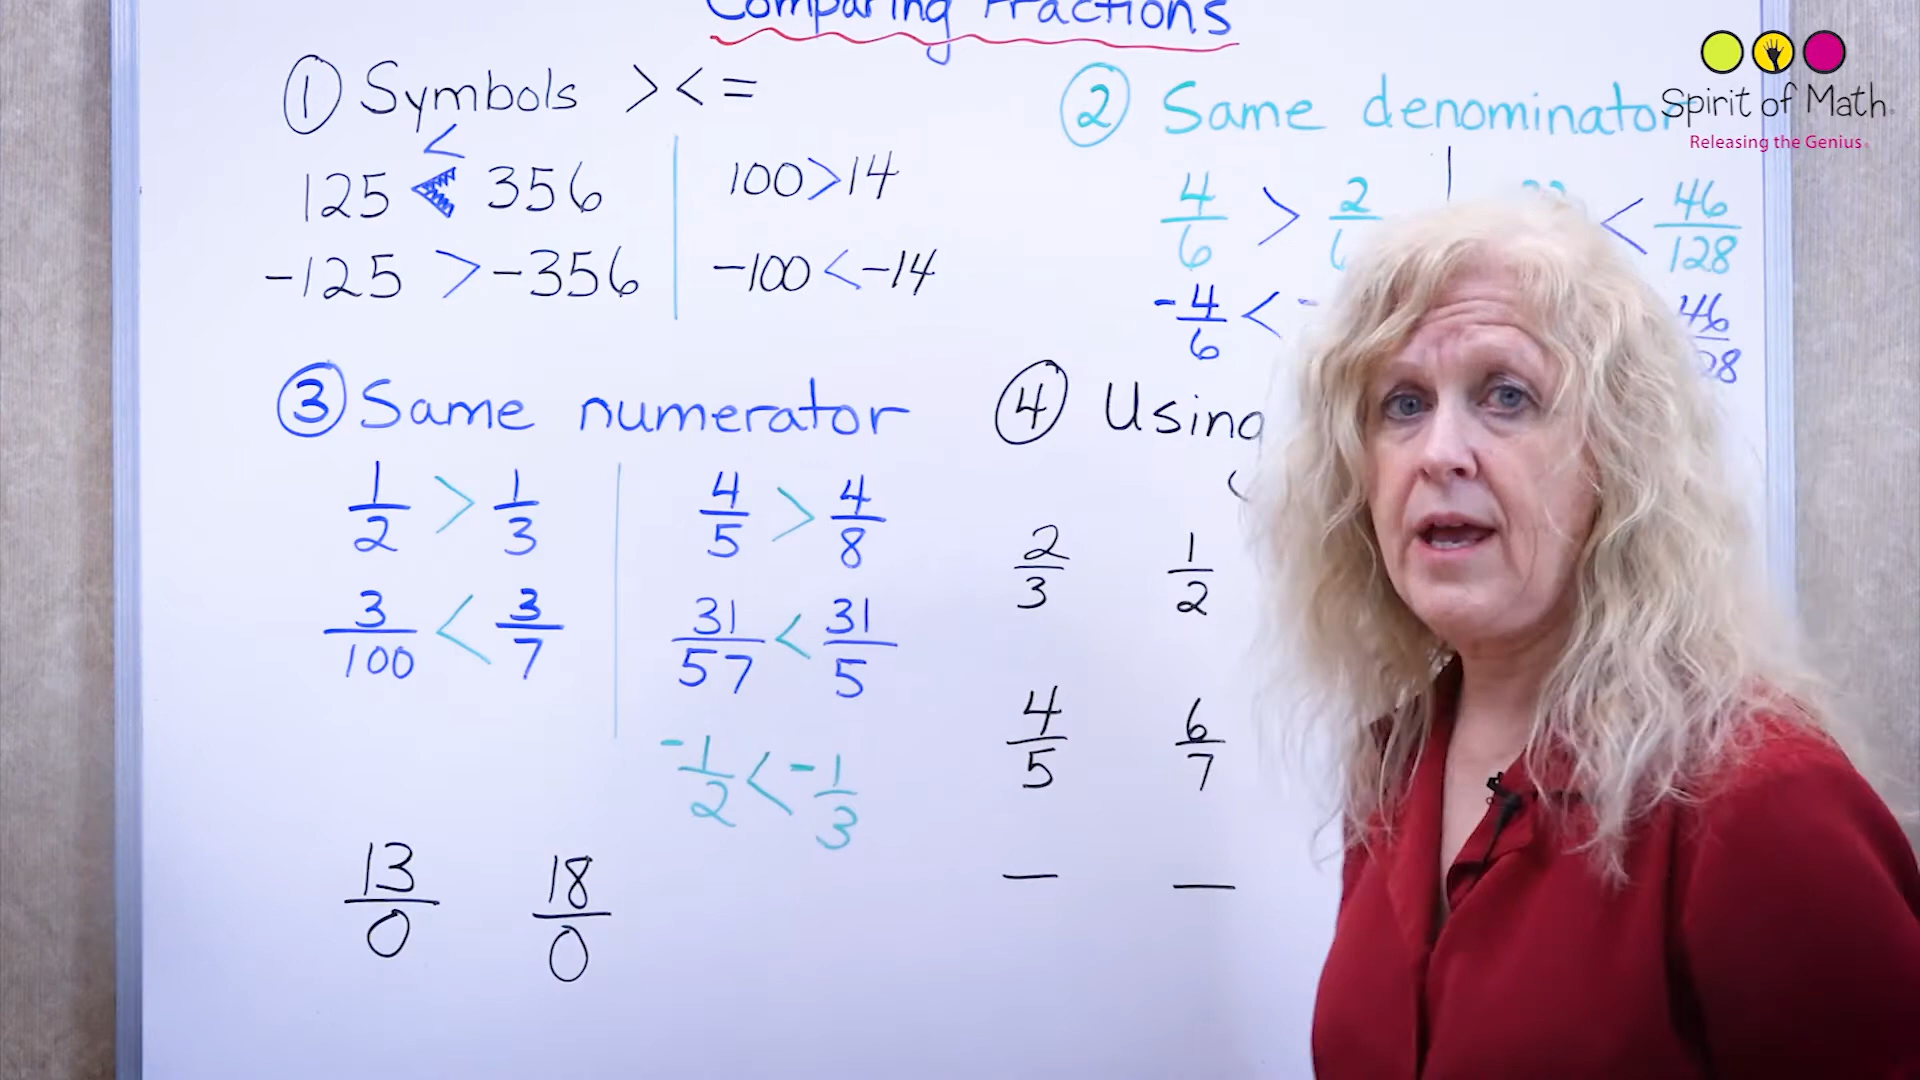 Comparing Fractions
① Symbols > < =
<
125 < 356
100 > 14
-125 > -356
-100 < -14
② Same denominator
4/6 > 2/6
< 46/128
-4/6 < -
46
③ Same numerator
1/2 > 1/3
4/5 > 4/8
3/100 < 3/7
31/57 < 31/5
-1/2 < -1/3
13/0 18/0
④ Using
2/3 1/2
4/5 6/7
Spirit of Math
Releasing the Genius